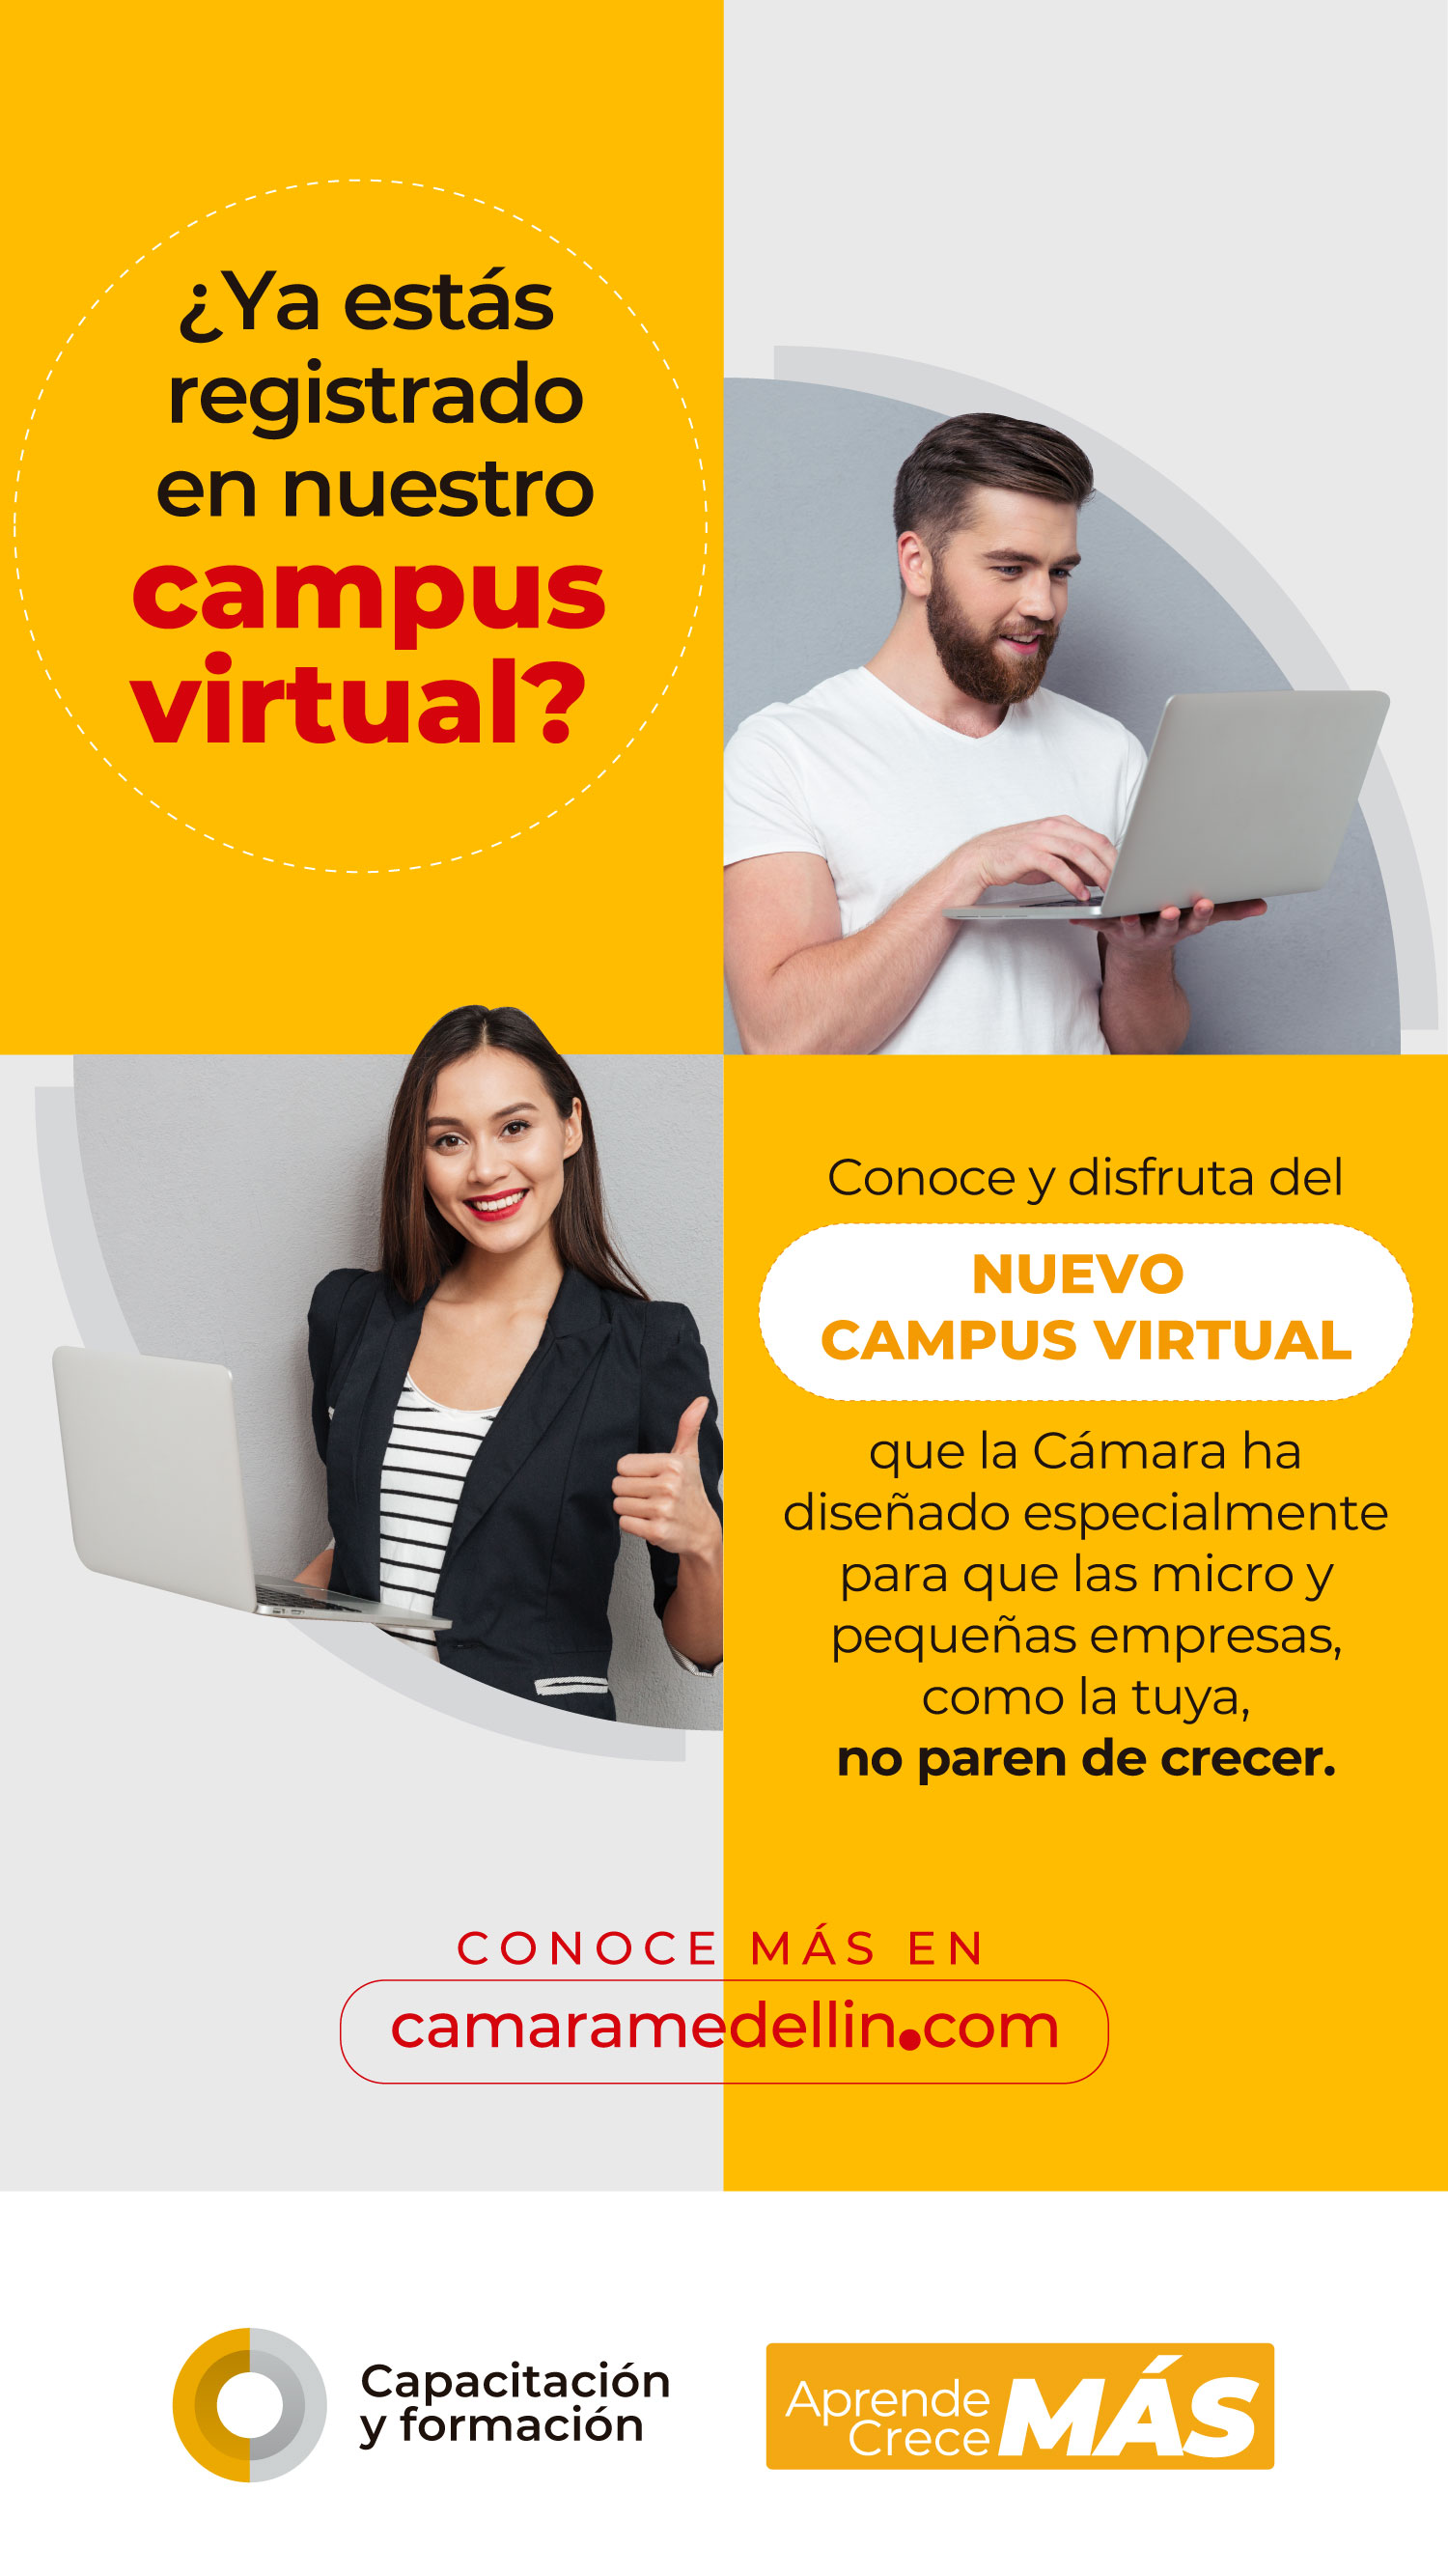 ¿Ya estás
registrado
en nuestro
campus
virtual?
Conoce y disfruta del
NUEVO
CAMPUS VIRTUAL
que la Cámara ha
diseñado especialmente
para que las micro y
pequeñas empresas,
como la tuya,
no paren de crecer.
CONOCE MÁS EN
camaramedellin.com
Capacitación
y formación
Aprende
Crece MÁS